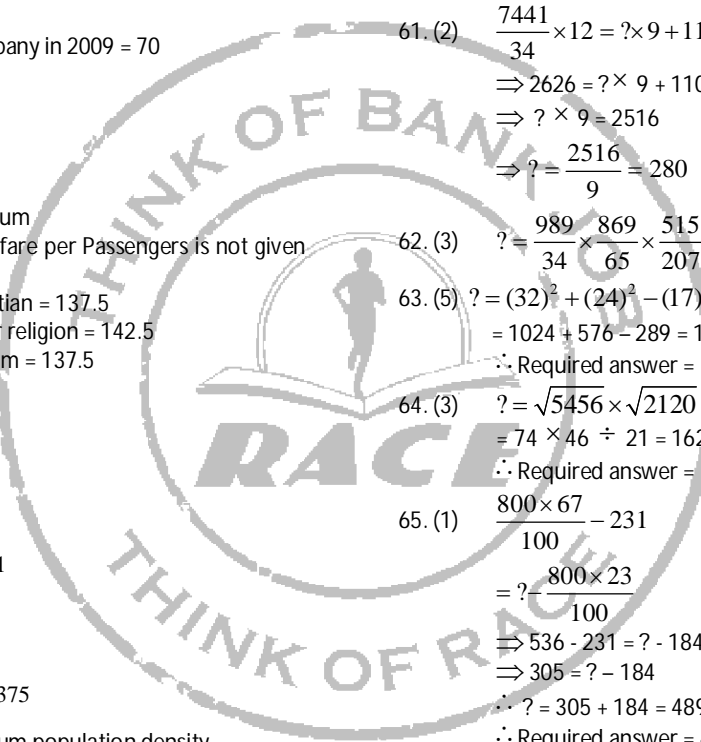 pany in 2009 = 70
um
fare per Passengers is not given
tian = 137.5
r religion = 142.5
m = 137.5
1
375
um population density
61. (2) 7441/34 ×12 = ?×9+11
⇒ 2626 = ? × 9 + 110
⇒ ? × 9 = 2516
⇒ ? = 2516/9 = 280
62. (3) ? = 989/34 × 869/65 × 515/207
63. (5) ? = (32)² + (24)² – (17)
= 1024 + 576 – 289 = 1
∴ Required answer =
64. (3) ? = √5456 × √2120
= 74 × 46 ÷ 21 = 162
∴ Required answer =
65. (1) 800×67/100 – 231
= ?– 800×23/100
⇒ 536 - 231 = ? - 184
⇒ 305 = ? – 184
∴ ? = 305 + 184 = 489
∴ Required answer =
THINK OF BANK JOB
RACE
THINK OF RACE